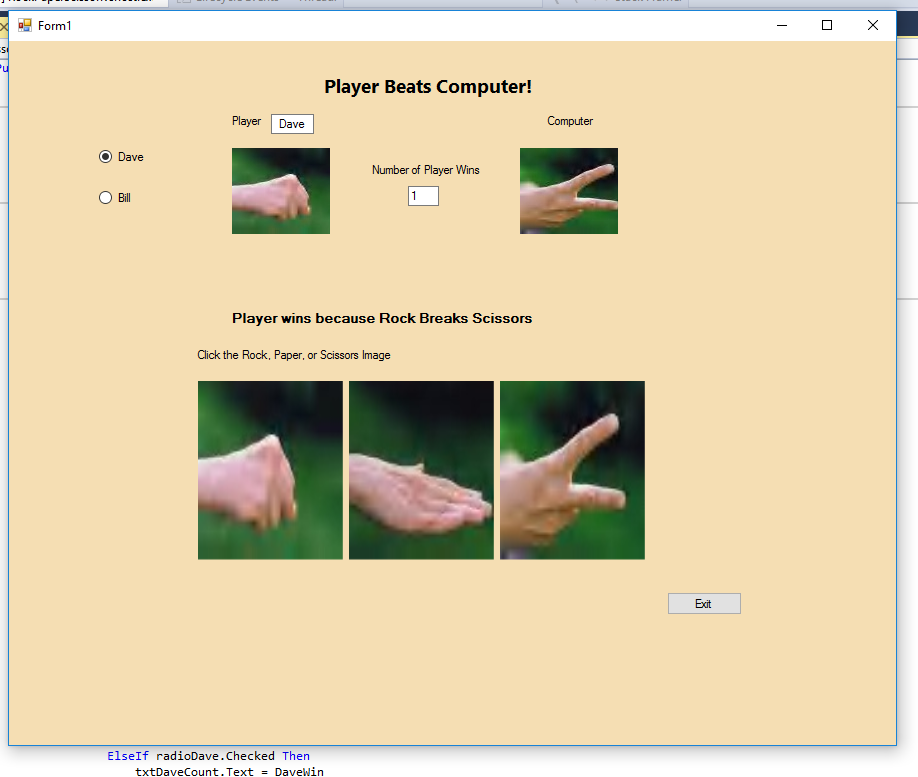 Form1
Player Beats Computer!
Player
Dave
Computer
Dave
Number of Player Wins
1
Bill
Player wins because Rock Breaks Scissors
Click the Rock, Paper, or Scissors Image
Exit
ElseIf radioDave.Checked Then
txtDaveCount.Text = DaveWin